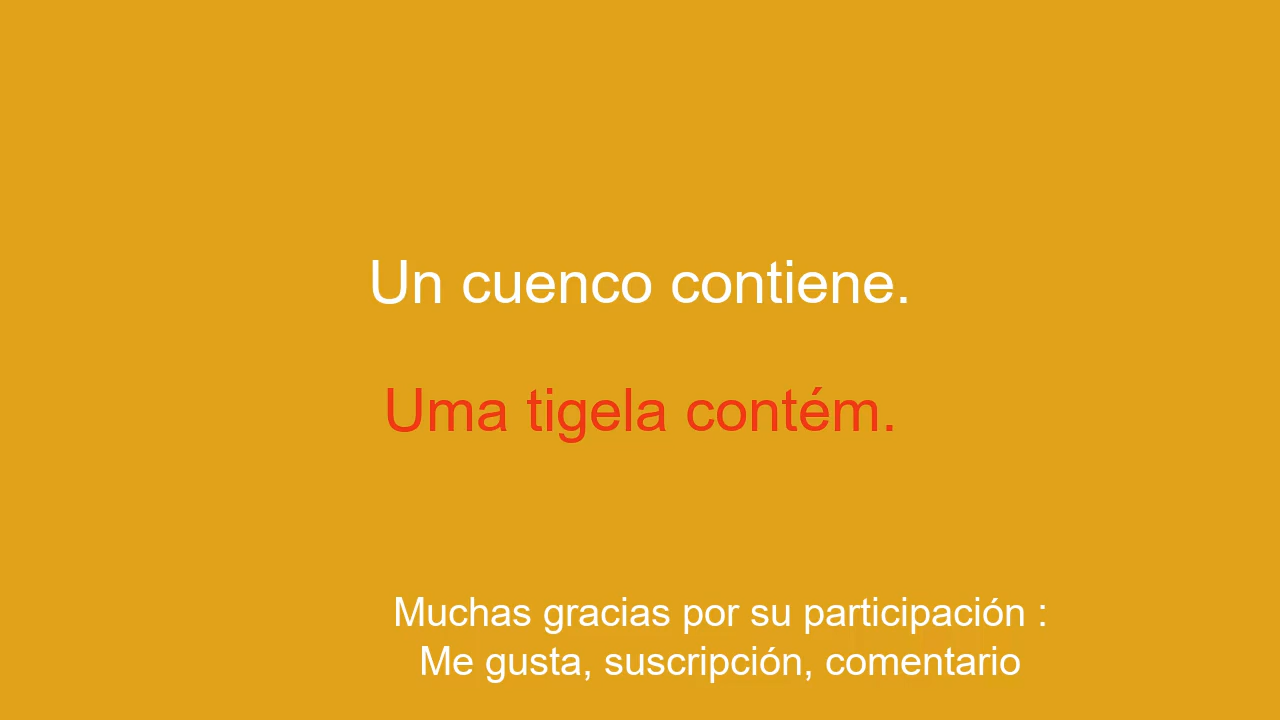 Un cuenco contiene.
Uma tigela contém.
Muchas gracias por su participación :
Me gusta, suscripción, comentario